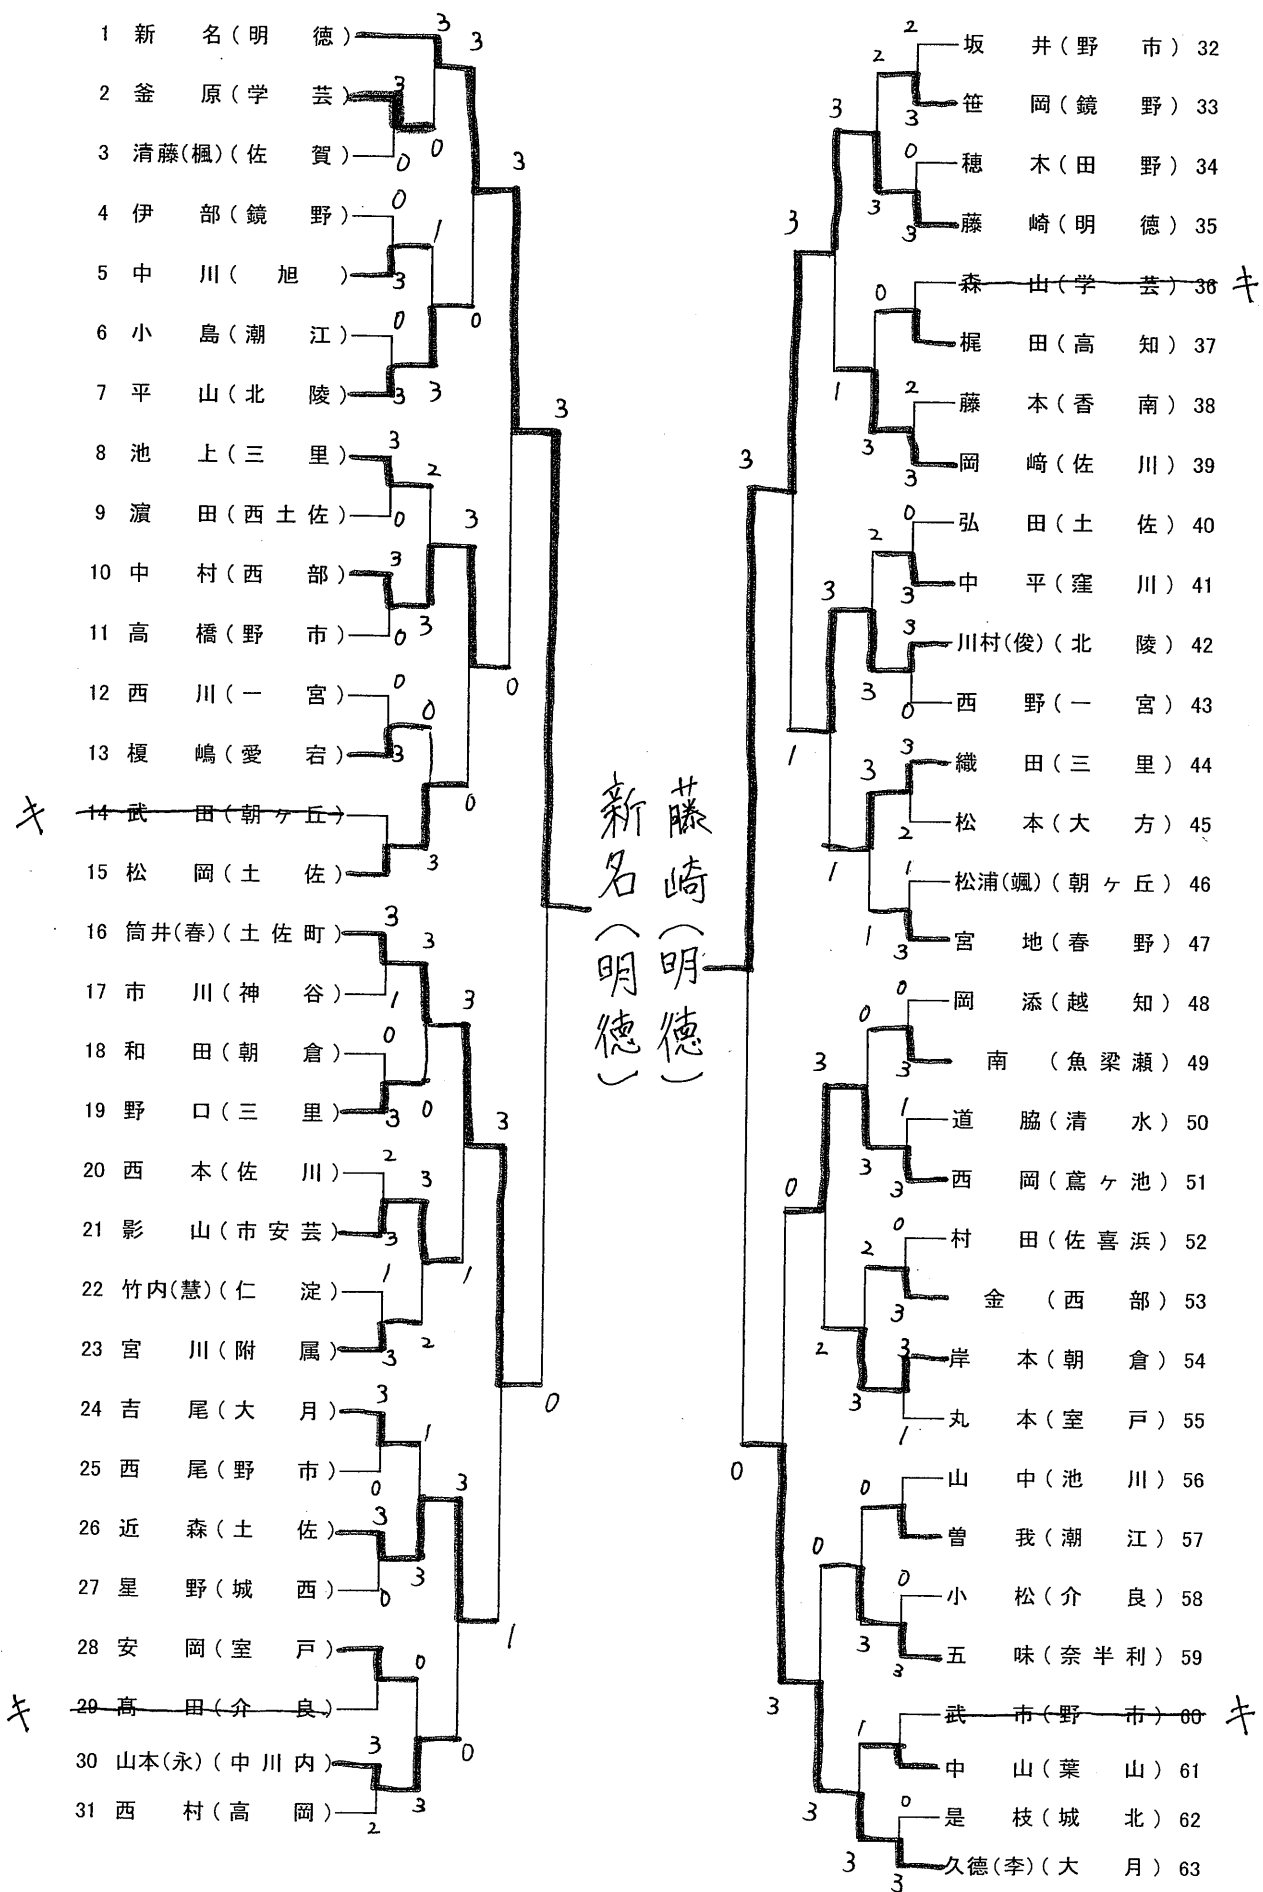 1 新名(明徳)
2 釜原(学芸)
3 清藤(楓)(佐賀)
4 伊部(鏡野)
5 中川(旭)
6 小島(潮江)
7 平山(北陵)
8 池上(三里)
9 濵田(西土佐)
10 中村(西部)
11 高橋(野市)
12 西川(一宮)
13 榎嶋(愛宕)
キ 14 武田(朝ヶ丘)
15 松岡(土佐)
16 筒井(春)(土佐町)
17 市川(神谷)
18 和田(朝倉)
19 野口(三里)
20 西本(佐川)
21 影山(市安芸)
22 竹内(慧)(仁淀)
23 宮川(附属)
24 吉尾(大月)
25 西尾(野市)
26 近森(土佐)
27 星野(城西)
28 安岡(室戸)
キ 29 髙田(介良)
30 山本(永)(中川内)
31 西村(高岡)
新名(明徳)
藤崎(明徳)
坂井(野市) 32
笹岡(鏡野) 33
穂木(田野) 34
藤崎(明徳) 35
森山(学芸) 36 キ
梶田(高知) 37
藤本(香南) 38
岡﨑(佐川) 39
弘田(土佐) 40
中平(窪川) 41
川村(俊)(北陵) 42
西野(一宮) 43
織田(三里) 44
松本(大方) 45
松浦(颯)(朝ヶ丘) 46
宮地(春野) 47
岡添(越知) 48
南(魚梁瀬) 49
道脇(清水) 50
西岡(鳶ヶ池) 51
村田(佐喜浜) 52
金(西部) 53
岸本(朝倉) 54
丸本(室戸) 55
山中(池川) 56
曽我(潮江) 57
小松(介良) 58
五味(奈半利) 59
武市(野市) 60 キ
中山(葉山) 61
是枝(城北) 62
久德(李)(大月) 63